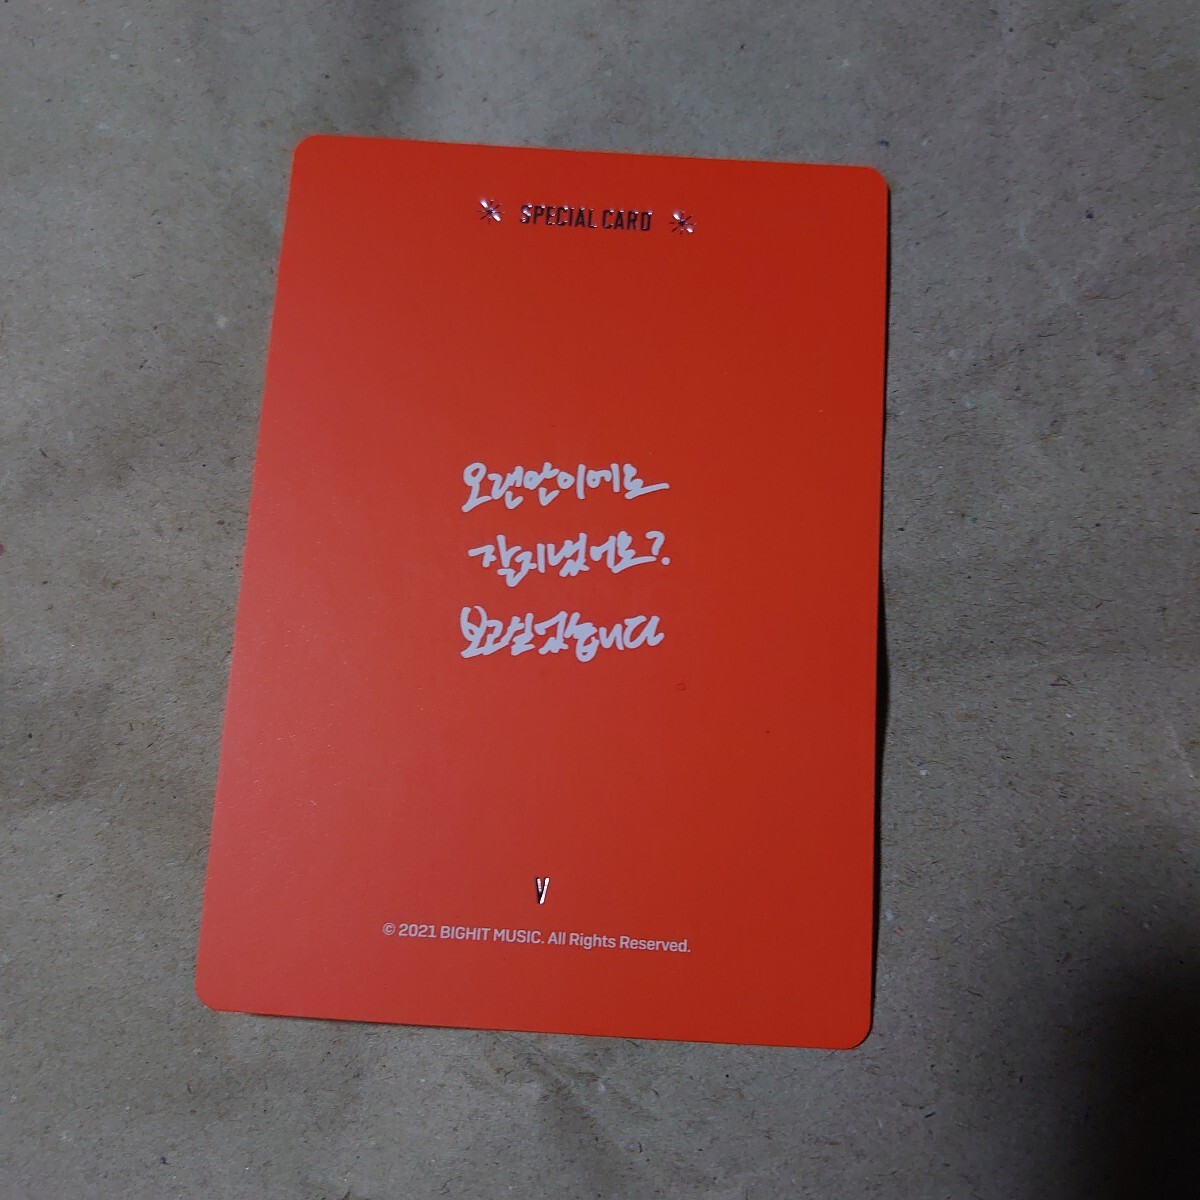 SPECIAL CARD
오랜만이에요
잘지냈어요?
보고싶었습니다
V
© 2021 BIGHIT MUSIC. All Rights Reserved.